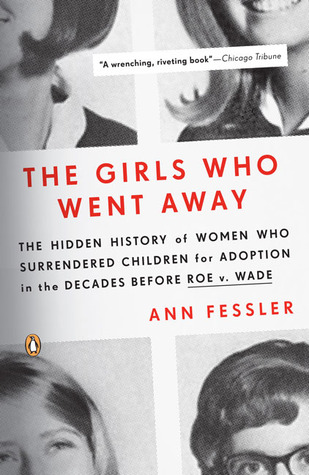 "A wrenching, riveting book"—Chicago Tribune
THE GIRLS WHO
WENT AWAY
THE HIDDEN HISTORY of WOMEN WHO
SURRENDERED CHILDREN for ADOPTION
in the DECADES BEFORE ROE v. WADE
ANN FESSLER